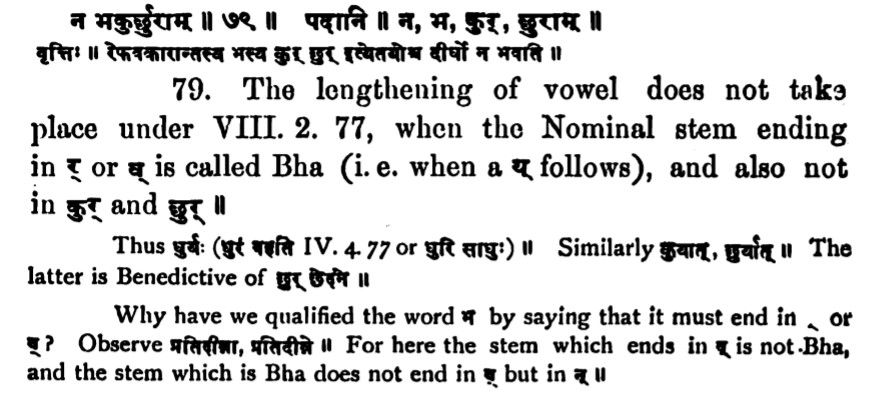 न भकुर्छुराम् ॥ ७९ ॥ पदानि ॥ न, भ, कुर्, छुराम् ॥
वृत्तिः ॥ रेफवकारान्तस्य भस्य कुर् छुर् इत्येतयोश्च दीर्घो न भवति ॥
79. The lengthening of vowel does not take
place under VIII. 2. 77, when the Nominal stem ending
in र् or व् is called Bha (i. e. when a य् follows), and also not
in कुर् and छुर् ॥
Thus धुर्यः (धुरं वहति IV. 4. 77 or धुरि साधुः) ॥ Similarly कुर्यात्, छुर्यात् ॥ The
latter is Benedictive of छुर् छेदने ॥
Why have we qualified the word भ by saying that it must end in or
व्? Observe प्रतिदीव्ना, प्रतिदीव्ने ॥ For here the stem which ends in व् is not Bha,
and the stem which is Bha does not end in व् but in न् ॥